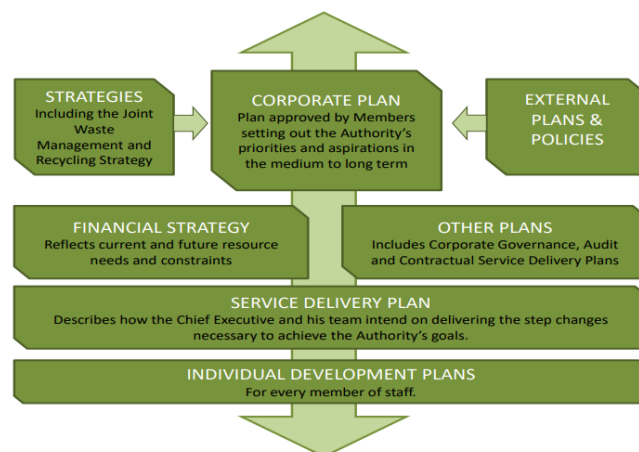 STRATEGIES
Including the Joint
Waste
Management and
Recycling Strategy
CORPORATE PLAN
Plan approved by Members
setting out the Authority's
priorities and aspirations
in the medium to long term
EXTERNAL
PLANS &
POLICIES
FINANCIAL STRATEGY
Reflects current and future resource
needs and constraints
OTHER PLANS
Includes Corporate Governance, Audit
and Contractual Service Delivery Plans
SERVICE DELIVERY PLAN
Describes how the Chief Executive and his team intend on delivering the step changes
necessary to achieve the Authority's goals.
INDIVIDUAL DEVELOPMENT PLANS
For every member of staff.